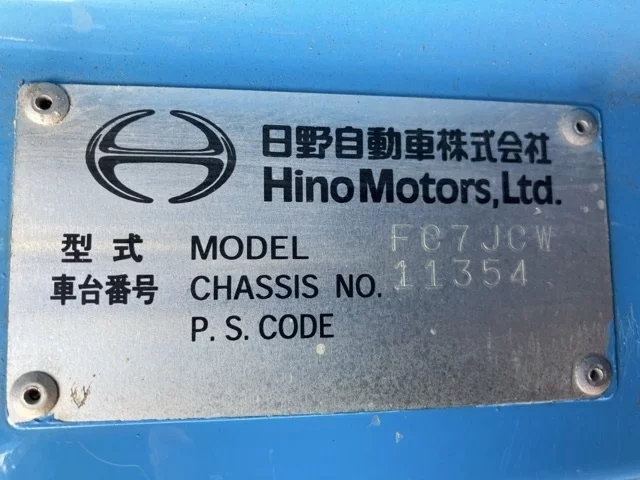 日野自動車株式会社
Hino Motors, Ltd.
型式 MODEL FC7JCW
車台番号 CHASSIS NO. 11354
P.S.CODE